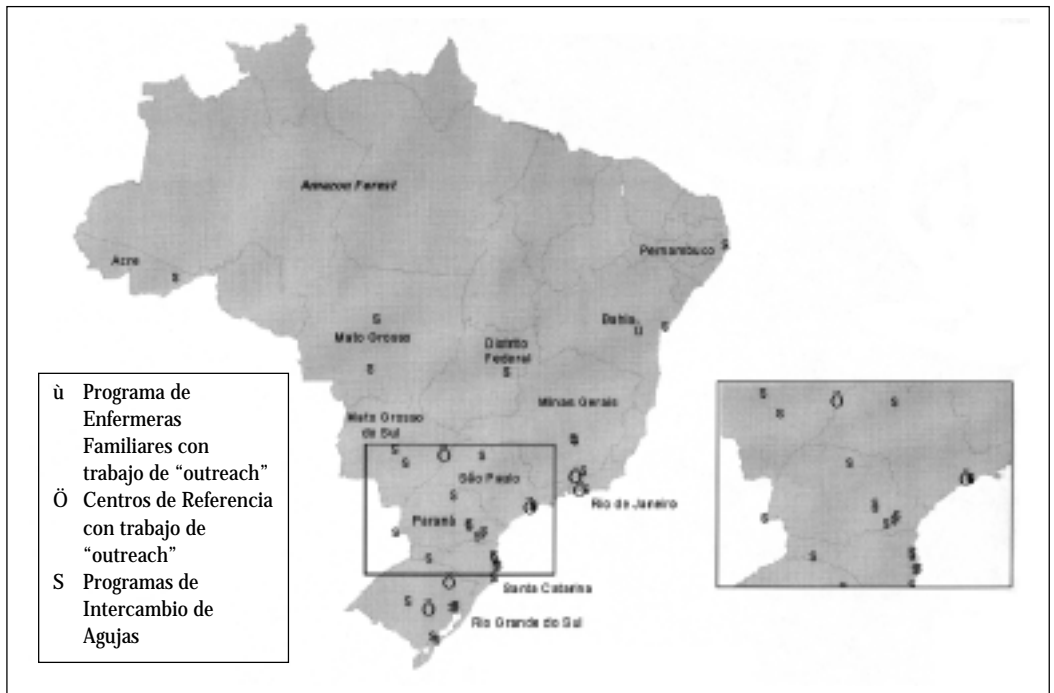 Amazon Forest
Acre
S
Pernambuco
S
Bahia
ù
S
S
Mato Grosso
S
Distrito
Federal
S
Minas Gerais
S
Mato Grosso
do Sul
S
S
Ö
S
São Paulo
S
Ö
S
Ö
S
Rio de Janeiro
Ö
S
Paraná
S
S
S
S
S
S
S
S
Santa Catarina
Ö
S
Ö
S
Rio Grande do Sul
S
S
ù Programa de
Enfermeras
Familiares con
trabajo de “outreach”
Ö Centros de Referencia
con trabajo de
“outreach”
S Programas de
Intercambio de
Agujas
S
S
Ö
S
S
Ö
S
S
S
S
S
S
S
S
S
S